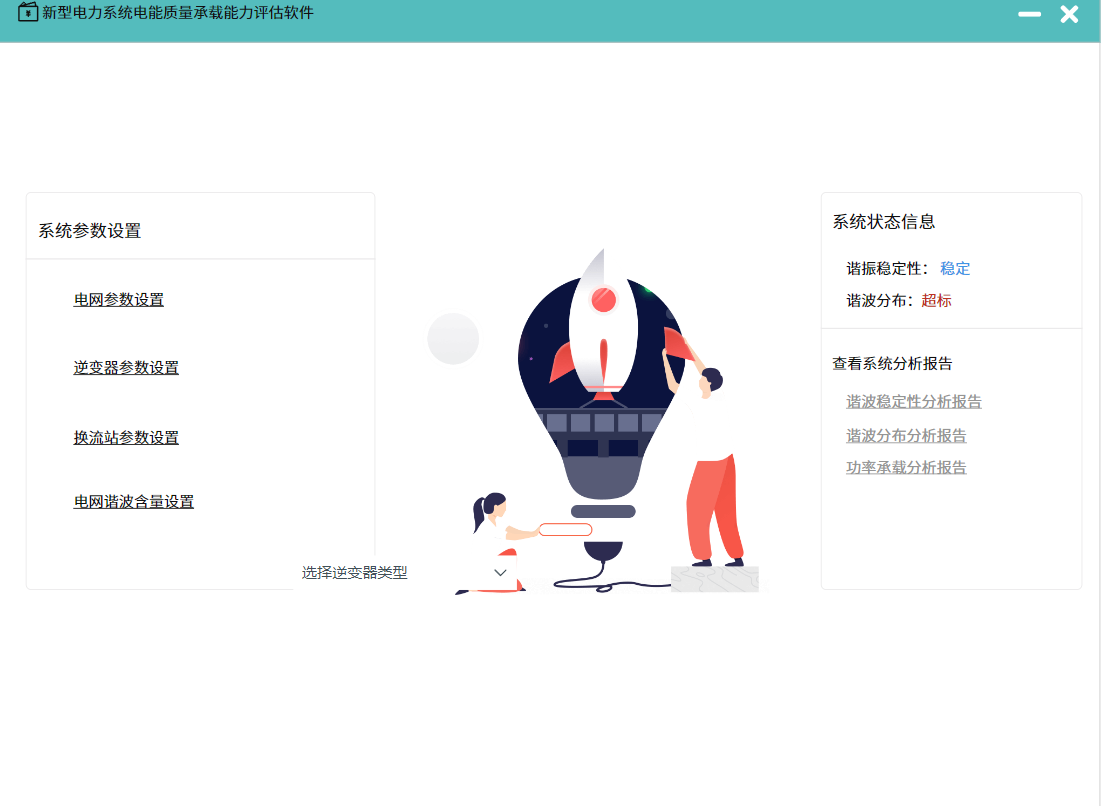 新型电力系统电能质量承载能力评估软件
系统参数设置
电网参数设置
逆变器参数设置
换流站参数设置
电网谐波含量设置
选择逆变器类型
系统状态信息
谐振稳定性： 稳定
谐波分布：超标
查看系统分析报告
谐波稳定性分析报告
谐波分布分析报告
功率承载分析报告